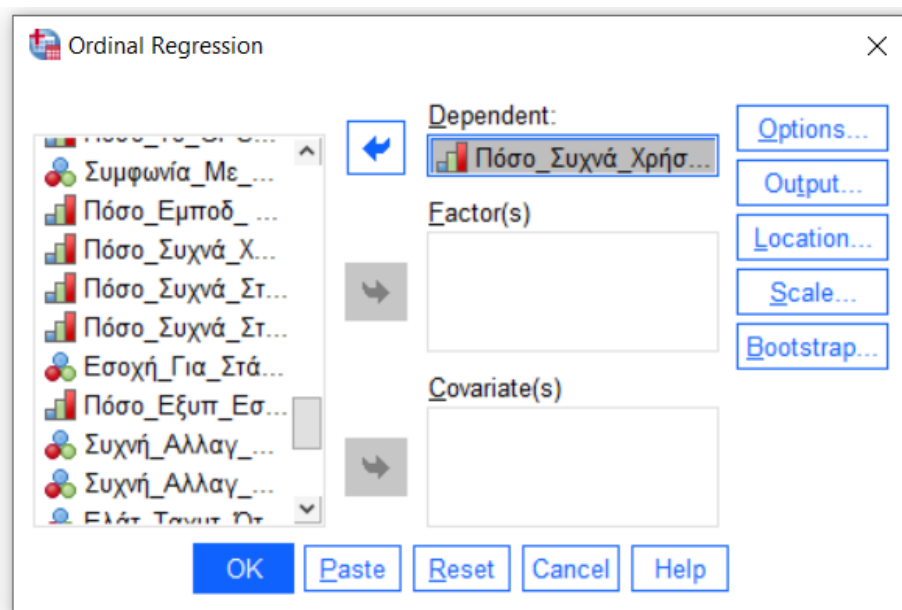 Ordinal Regression
Συμφωνία_Με_...
Πόσο_Εμποδ_ ...
Πόσο_Συχνά_Χ...
Πόσο_Συχνά_Στ...
Πόσο_Συχνά_Στ...
Εσοχή_Για_Στά...
Πόσο_Εξυπ_Εσ...
Συχνή_Αλλαγ_...
Συχνή_Αλλαγ_...
Dependent:
Πόσο_Συχνά_Χρήσ...
Factor(s)
Covariate(s)
Options...
Output...
Location...
Scale...
Bootstrap...
OK
Paste
Reset
Cancel
Help